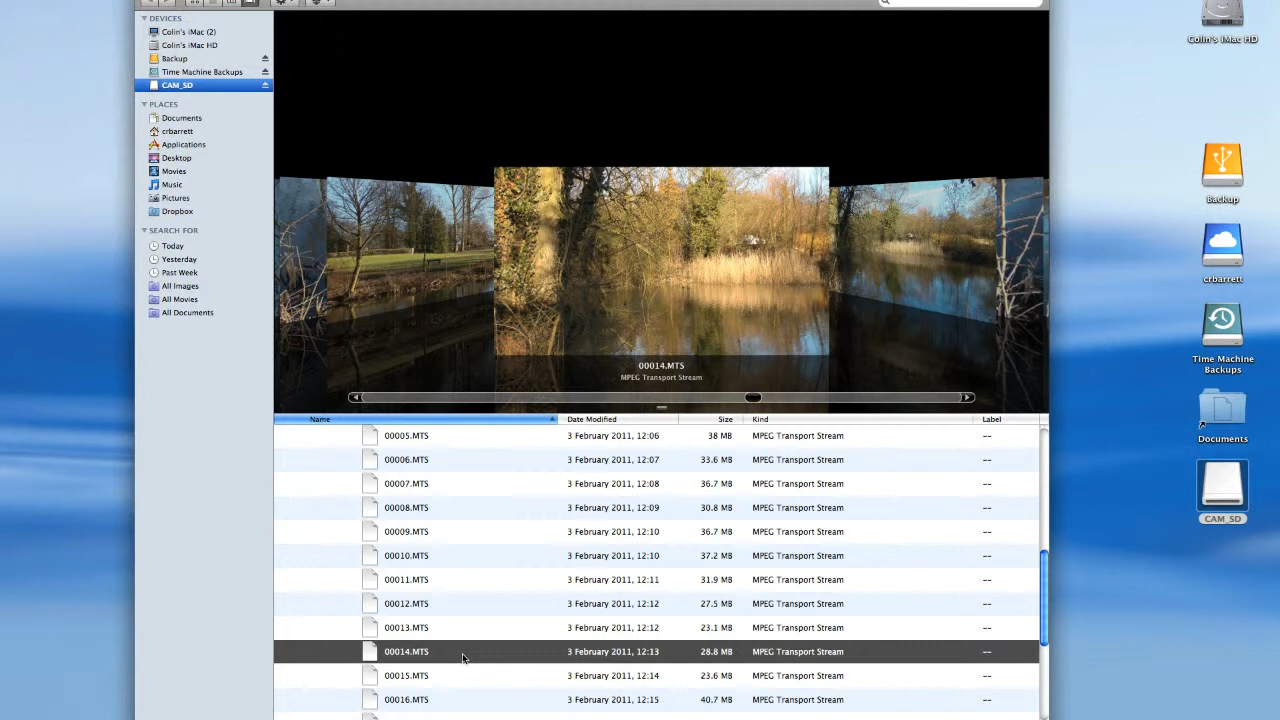 DEVICES
Colin's iMac (2)
Colin's iMac HD
Backup
Time Machine Backups
CAM_SD
PLACES
Documents
crbarrett
Applications
Desktop
Movies
Music
Pictures
Dropbox
SEARCH FOR
Today
Yesterday
Past Week
All Images
All Movies
All Documents
00014.MTS
MPEG Transport Stream
Name Date Modified Size Kind Label
00005.MTS 3 February 2011, 12:06 38 MB MPEG Transport Stream --
00006.MTS 3 February 2011, 12:07 33.6 MB MPEG Transport Stream --
00007.MTS 3 February 2011, 12:08 36.7 MB MPEG Transport Stream --
00008.MTS 3 February 2011, 12:09 30.8 MB MPEG Transport Stream --
00009.MTS 3 February 2011, 12:10 36.7 MB MPEG Transport Stream --
00010.MTS 3 February 2011, 12:10 37.2 MB MPEG Transport Stream --
00011.MTS 3 February 2011, 12:11 31.9 MB MPEG Transport Stream --
00012.MTS 3 February 2011, 12:12 27.5 MB MPEG Transport Stream --
00013.MTS 3 February 2011, 12:12 23.1 MB MPEG Transport Stream --
00014.MTS 3 February 2011, 12:13 28.8 MB MPEG Transport Stream --
00015.MTS 3 February 2011, 12:14 23.6 MB MPEG Transport Stream --
00016.MTS 3 February 2011, 12:15 40.7 MB MPEG Transport Stream --
Colin's iMac HD
Backup
crbarrett
Time Machine
Backups
Documents
CAM_SD